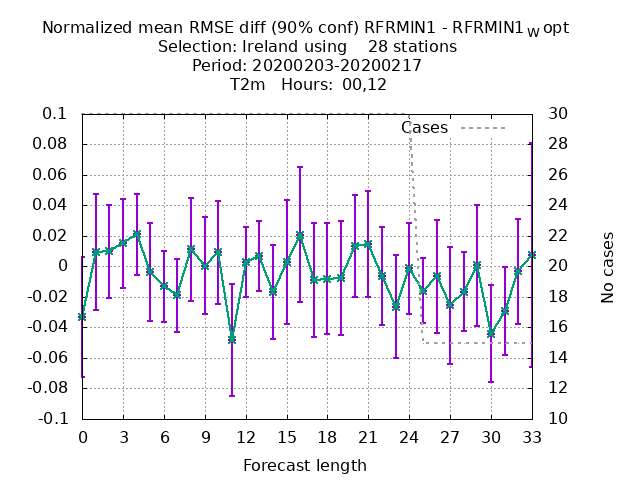 Normalized mean RMSE diff (90% conf) RFRMIN1 - RFRMIN1W opt
Selection: Ireland using    28 stations
Period: 20200203-20200217
T2m   Hours: 00,12
Cases
0.1
0.08
0.06
0.04
0.02
0
-0.02
-0.04
-0.06
-0.08
-0.1
30
28
26
24
22
20
18
16
14
12
10
No cases
0 3 6 9 12 15 18 21 24 27 30 33
Forecast length